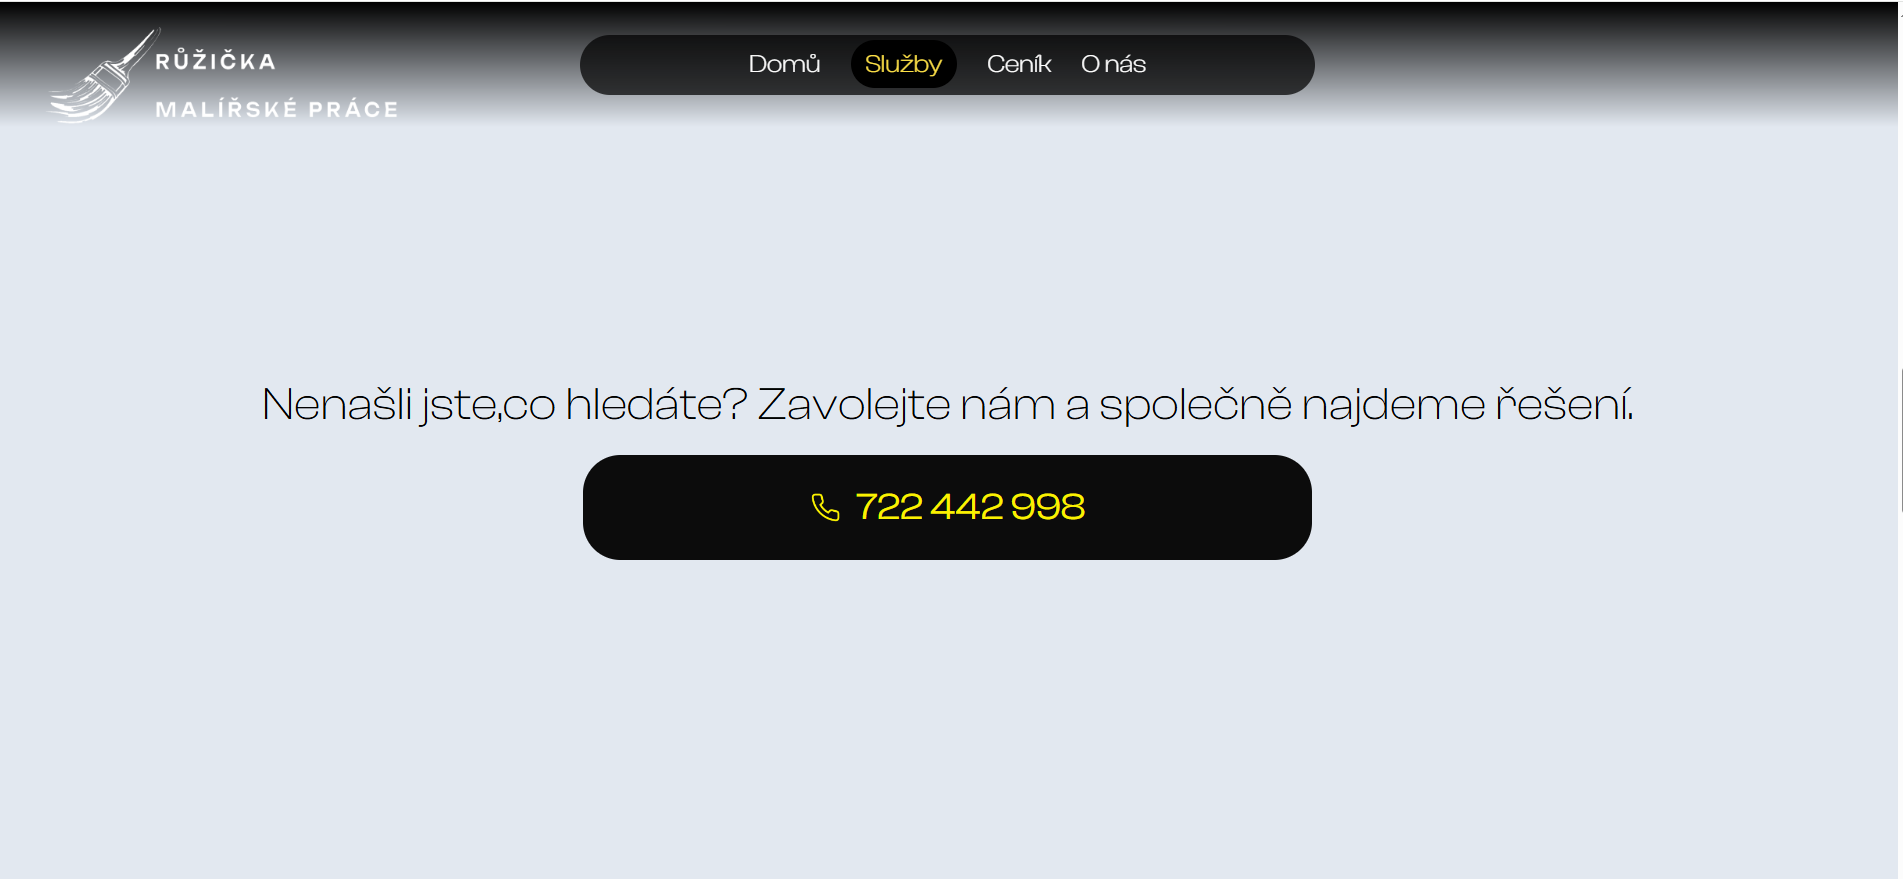 RŮŽIČKA
MALÍŘSKÉ PRÁCE
Domů Služby Ceník O nás
Nenašli jste,co hledáte? Zavolejte nám a společně najdeme řešení.
722 442 998